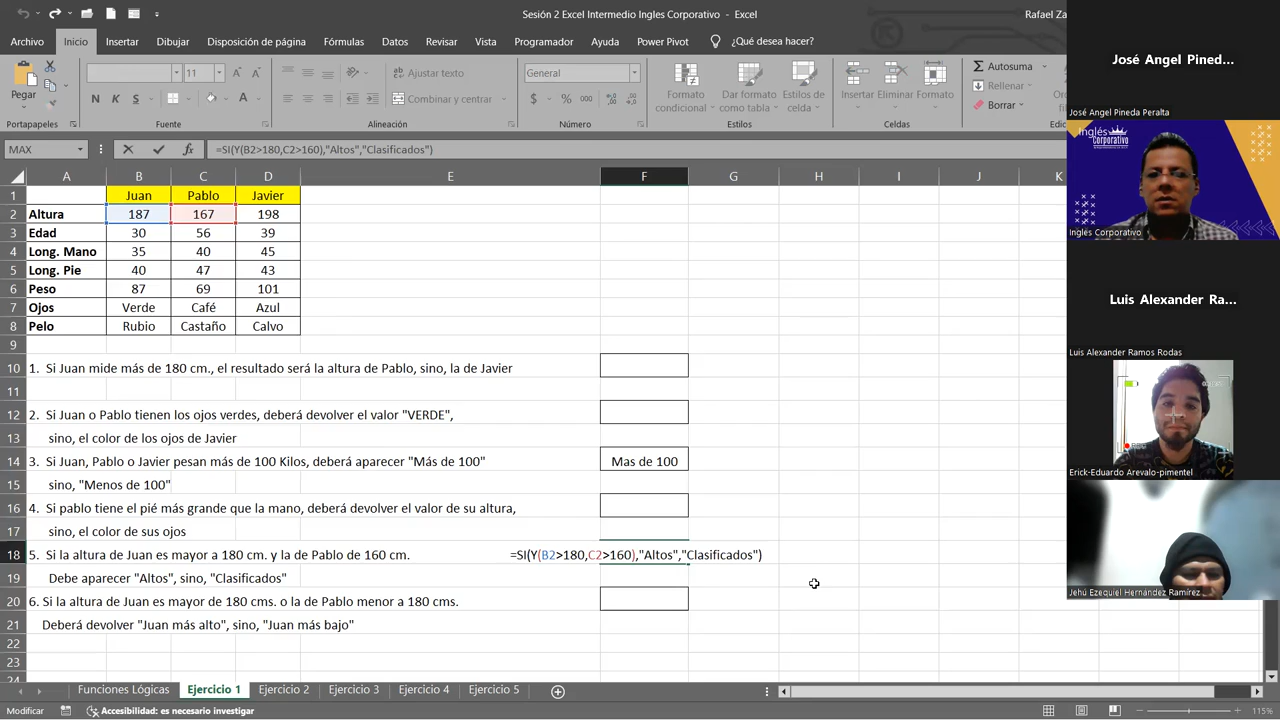 Sesión 2 Excel Intermedio Ingles Corporativo - Excel
Rafael Za
Archivo Inicio Insertar Dibujar Disposición de página Fórmulas Datos Revisar Vista Programador Ayuda Power Pivot ¿Qué desea hacer?
Pegar
N K S
11
A A
Ajustar texto
Combinar y centrar
General
$ % 000
Formato condicional
Dar formato como tabla
Estilos de celda
Insertar Eliminar Formato
Autosuma
Rellenar
Borrar
Portapapeles Fuente Alineación Número Estilos Celdas
MAX fx =SI(Y(B2>180,C2>160),"Altos","Clasificados")
A B C D E F G H I J K
1 Juan Pablo Javier
2 Altura 187 167 198
3 Edad 30 56 39
4 Long. Mano 35 40 45
5 Long. Pie 40 47 43
6 Peso 87 69 101
7 Ojos Verde Café Azul
8 Pelo Rubio Castaño Calvo
9
10 1. Si Juan mide más de 180 cm., el resultado será la altura de Pablo, sino, la de Javier
11
12 2. Si Juan o Pablo tienen los ojos verdes, deberá devolver el valor "VERDE",
13 sino, el color de los ojos de Javier
14 3. Si Juan, Pablo o Javier pesan más de 100 Kilos, deberá aparecer "Más de 100" Mas de 100
15 sino, "Menos de 100"
16 4. Si pablo tiene el pié más grande que la mano, deberá devolver el valor de su altura,
17 sino, el color de sus ojos
18 5. Si la altura de Juan es mayor a 180 cm. y la de Pablo de 160 cm. =SI(Y(B2>180,C2>160),"Altos","Clasificados")
19 Debe aparecer "Altos", sino, "Clasificados"
20 6. Si la altura de Juan es mayor de 180 cms. o la de Pablo menor a 180 cms.
21 Deberá devolver "Juan más alto", sino, "Juan más bajo"
22
23
24
Funciones Lógicas Ejercicio 1 Ejercicio 2 Ejercicio 3 Ejercicio 4 Ejercicio 5
Modificar Accesibilidad: es necesario investigar
115%
José Angel Pined...
José Angel Pineda Peralta
Inglés Corporativo
Inglés Corporativo
Luis Alexander Ra...
Luis Alexander Ramos Rodas
Erick-Eduardo Arevalo-pimentel
Jehú Ezequiel Hernández Ramírez